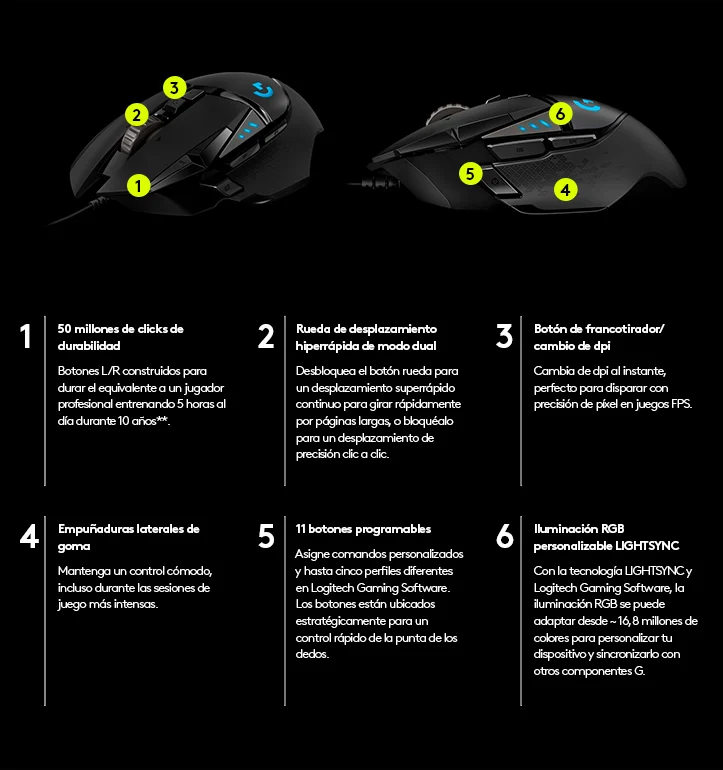 3
2
1
6
5
4
1
50 millones de clicks de
durabilidad
Botones L/R construidos para
durar el equivalente a un jugador
profesional entrenando 5 horas al
día durante 10 años**.
2
Rueda de desplazamiento
hiperrápida de modo dual
Desbloquea el botón rueda para
un desplazamiento superrápido
continuo para girar rápidamente
por páginas largas, o bloquéalo
para un desplazamiento de
precisión clic a clic.
3
Botón de francotirador/
cambio de dpi
Cambia de dpi al instante,
perfecto para disparar con
precisión de píxel en juegos FPS.
4
Empuñaduras laterales de
goma
Mantenga un control cómodo,
incluso durante las sesiones de
juego más intensas.
5
11 botones programables
Asigne comandos personalizados
y hasta cinco perfiles diferentes
en Logitech Gaming Software.
Los botones están ubicados
estratégicamente para un
control rápido de la punta de los
dedos.
6
Iluminación RGB
personalizable LIGHTSYNC
Con la tecnología LIGHTSYNC y
Logitech Gaming Software, la
iluminación RGB se puede
adaptar desde ~ 16, 8 millones de
colores para personalizar tu
dispositivo y sincronizarlo con
otros componentes G.